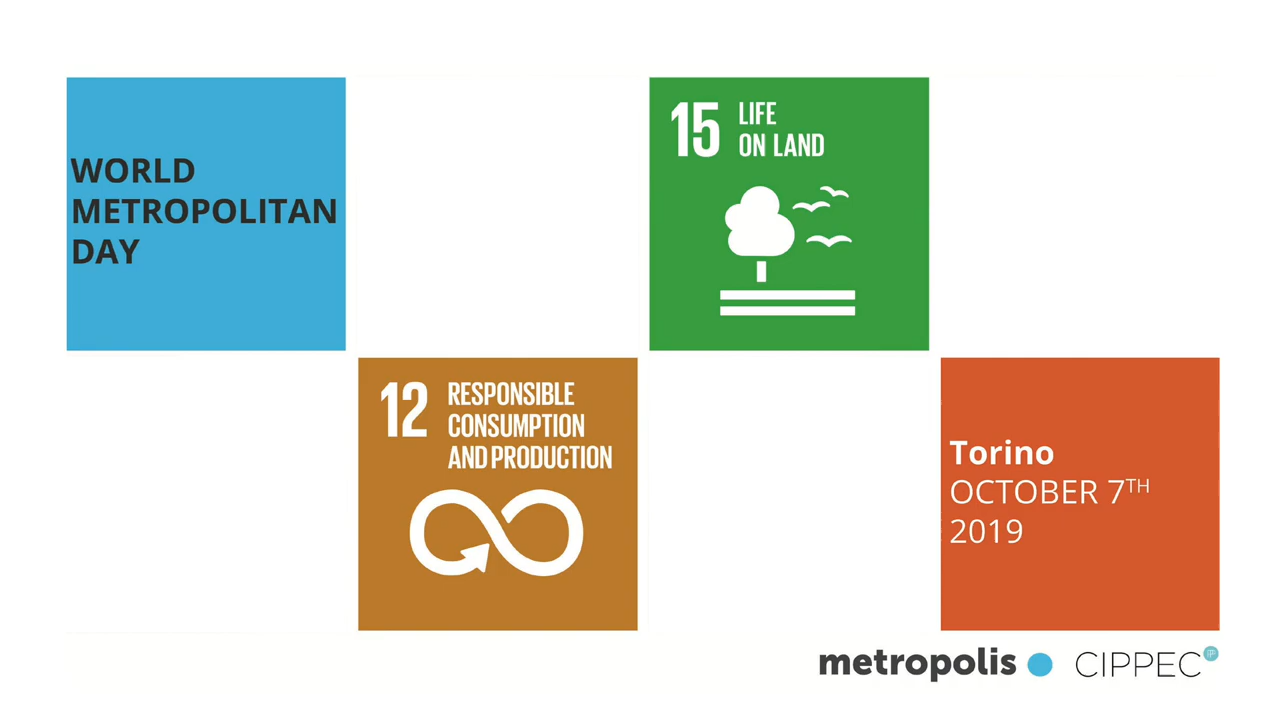 WORLD
METROPOLITAN
DAY
15 LIFE
ON LAND
12 RESPONSIBLE
CONSUMPTION
AND PRODUCTION
Torino
OCTOBER 7TH
2019
metropolis
CIPPEC